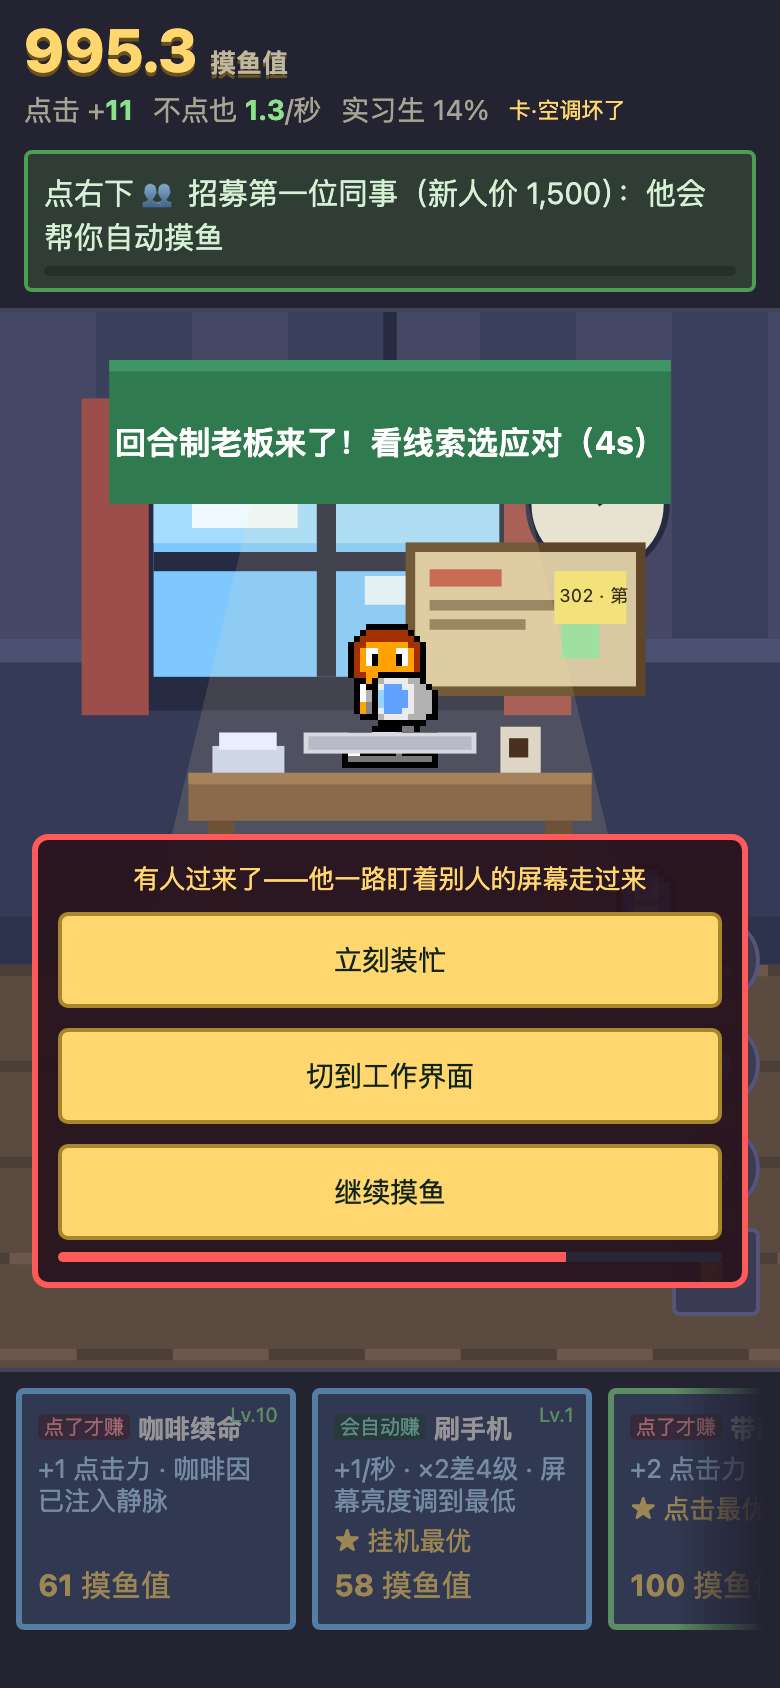 995.3 摸鱼值
点击 +11 不点也 1.3/秒 实习生 14% 卡·空调坏了
点右下 👥 招募第一位同事（新人价 1,500）：他会
帮你自动摸鱼
回合制老板来了！看线索选应对（4s）
302 · 第
有人过来了——他一路盯着别人的屏幕走过来
立刻装忙
切到工作界面
继续摸鱼
点了才赚 咖啡续命 Lv.10
+1 点击力 · 咖啡因
已注入静脉
61 摸鱼值
会自动赚 刷手机 Lv.1
+1/秒 · ×2差4级 · 屏
幕亮度调到最低
★ 挂机最优
58 摸鱼值
点了才赚 带
+2 点击力
★ 点击最优
100 摸鱼